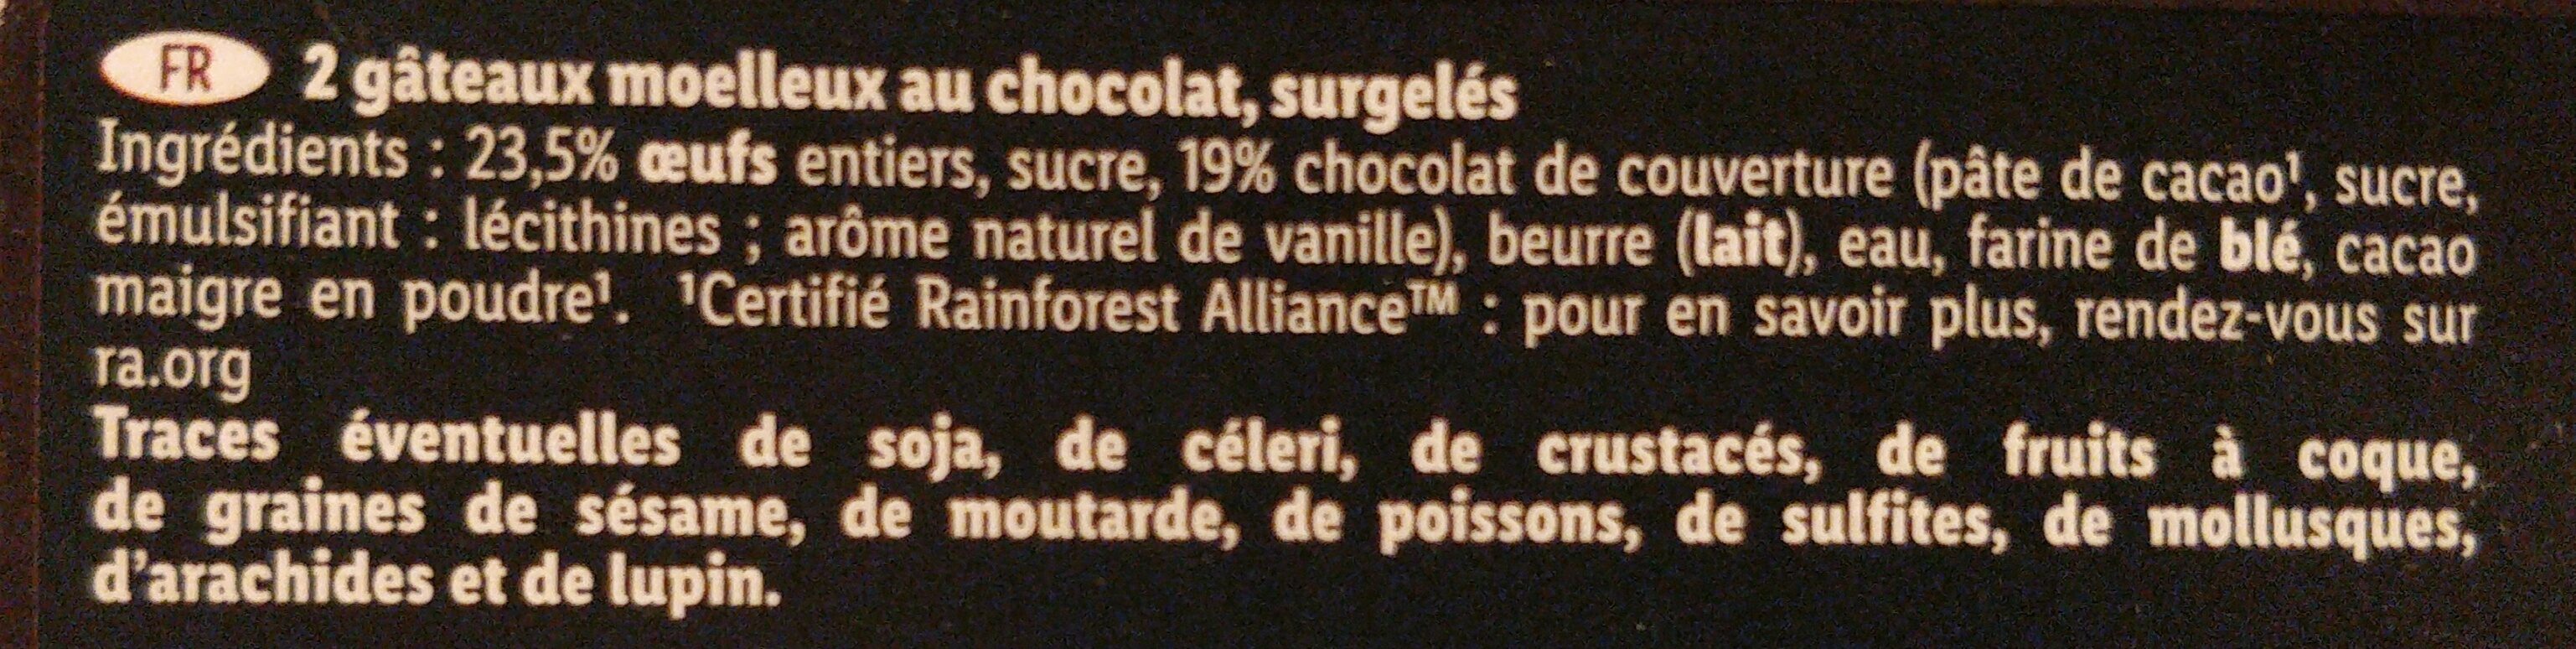 FR 2 gâteaux moelleux au chocolat, surgelés
Ingrédients : 23,5% œufs entiers, sucre, 19% chocolat de couverture (pâte de cacao¹, sucre,
émulsifiant : lécithines ; arôme naturel de vanille), beurre (lait), eau, farine de blé, cacao
maigre en poudre¹. ¹Certifié Rainforest Alliance™ : pour en savoir plus, rendez-vous sur
ra.org
Traces éventuelles de soja, de céleri, de crustacés, de fruits à coque,
de graines de sésame, de moutarde, de poissons, de sulfites, de mollusques,
d'arachides et de lupin.